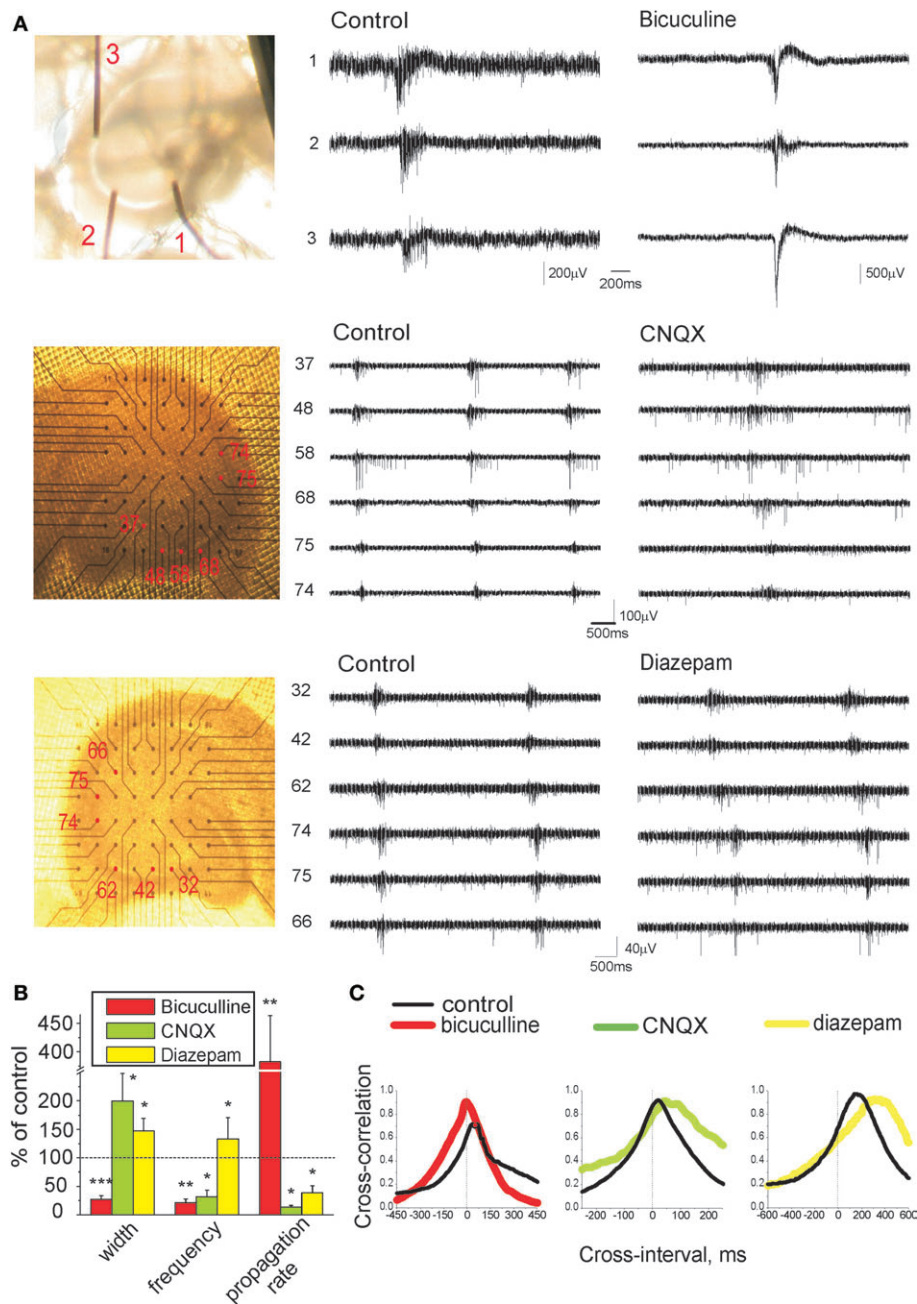 A
Control
Bicuculine
3
2
1
1
2
3
200µV
200ms
500µV
Control
CNQX
74
75
37
48
58
68
37
48
58
68
75
74
100µV
500ms
Control
Diazepam
66
75
74
62
42
32
32
42
62
74
75
66
500ms
40µV
B
Bicuculline
CNQX
Diazepam
% of control
450
400
200
150
100
50
0
***
*
*
**
*
*
**
*
*
width
frequency
propagation
rate
C
control
bicuculline
CNQX
diazepam
Cross-correlation
1.0
0.8
0.6
0.4
0.2
0.0
-450 -300 -150 0 150 300 450
1.0
0.8
0.6
0.4
0.2
0.0
-200 -100 0 100 200
1.0
0.8
0.6
0.4
0.2
0.0
-600 -400 -200 0 200 400 600
Cross-interval, ms